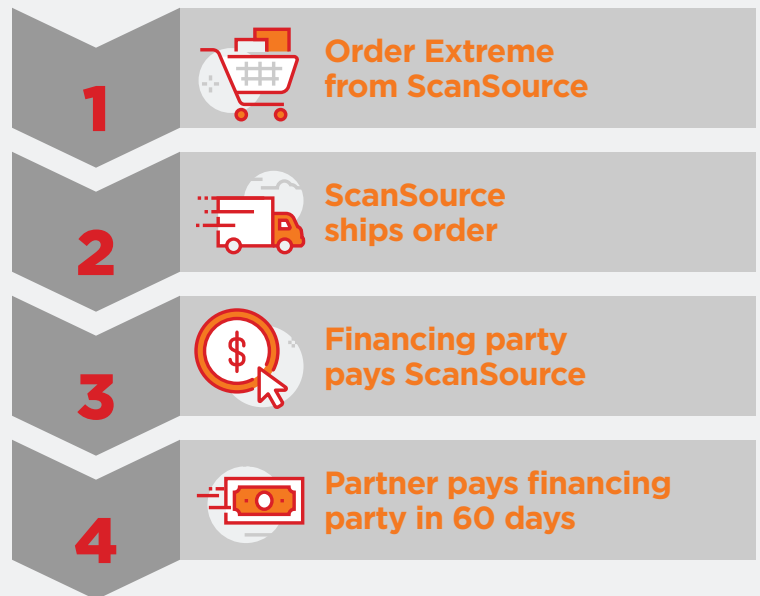 1
Order Extreme
from ScanSource
2
ScanSource
ships order
3
$
Financing party
pays ScanSource
4
Partner pays financing
party in 60 days